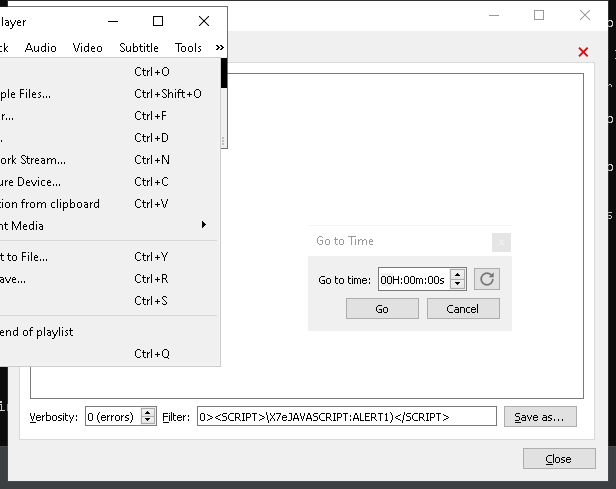 layer
ck Audio Video Subtitle Tools »
Ctrl+O
ple Files... Ctrl+Shift+O
r... Ctrl+F
. Ctrl+D
ork Stream... Ctrl+N
ure Device... Ctrl+C
tion from clipboard Ctrl+V
nt Media
t to File... Ctrl+Y
ave... Ctrl+R
Ctrl+S
end of playlist
Ctrl+Q
Go to Time x
Go to time: 00H:00m:00s
Go Cancel
Verbosity: 0 (errors) Filter: 0><SCRIPT>\X7eJAVASCRIPT:ALERT1)</SCRIPT> Save as...
Close